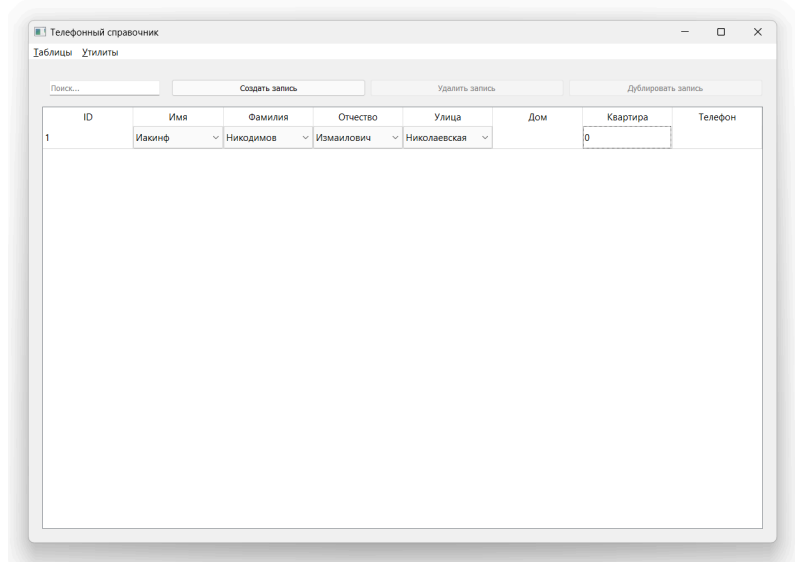 Телефонный справочник
Таблицы Утилиты
Поиск... Создать запись Удалить запись Дублировать запись
ID Имя Фамилия Отчество Улица Дом Квартира Телефон
1 Иакинф Никодимов Измаилович Николаевская 0